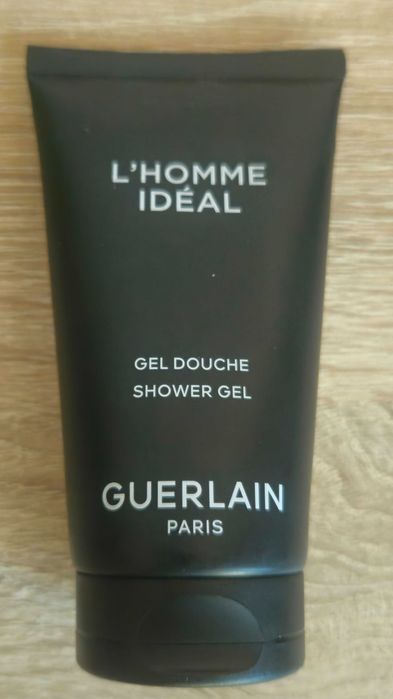 L'HOMME
IDÉAL
GEL DOUCHE
SHOWER GEL
GUERLAIN
PARIS